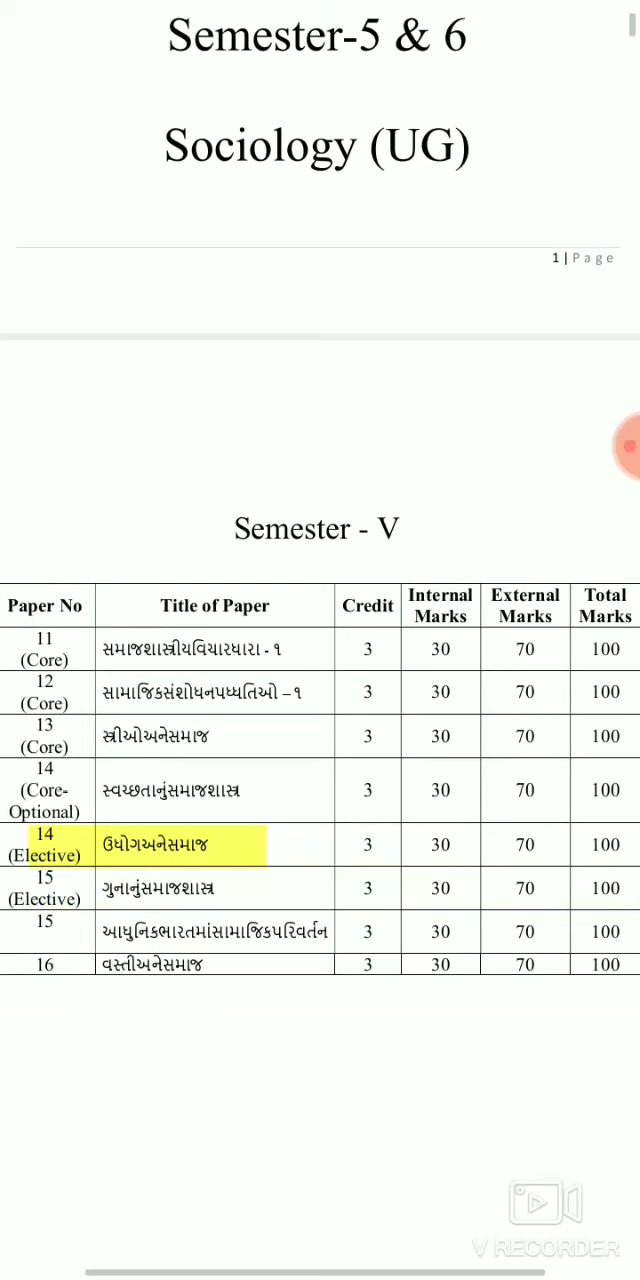 Semester-5 & 6
Sociology (UG)
1 | Page
Semester - V
Paper No Title of Paper Credit Internal Marks External Marks Total Marks
11 (Core) સમાજશાસ્ત્રીયવિચારધારા - ૧ 3 30 70 100
12 (Core) સામાજિકસંશોધનપધ્ધતિઓ – ૧ 3 30 70 100
13 (Core) સ્ત્રીઓઅનેસમાજ 3 30 70 100
14 (Core-Optional) સ્વચ્છતાનુંસમાજશાસ્ત્ર 3 30 70 100
14 (Elective) ઉધોગઅનેસમાજ 3 30 70 100
15 (Elective) ગુનાનુંસમાજશાસ્ત્ર 3 30 70 100
15 આધુનિકભારતમાંસામાજિકપરિવર્તન 3 30 70 100
16 વસ્તીઅનેસમાજ 3 30 70 100
V RECORDER